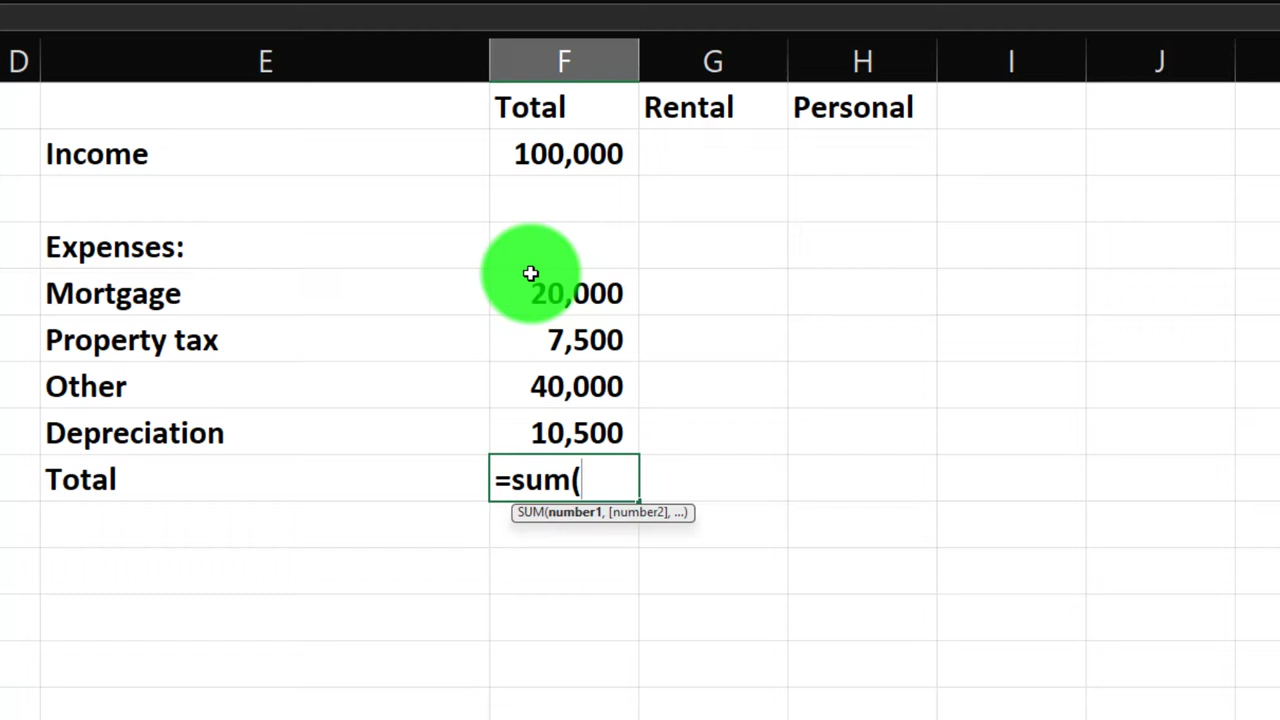 D E F G H I J
Total Rental Personal
Income 100,000
Expenses:
Mortgage 20,000
Property tax 7,500
Other 40,000
Depreciation 10,500
Total =sum(
SUM(number1, [number2], ...)